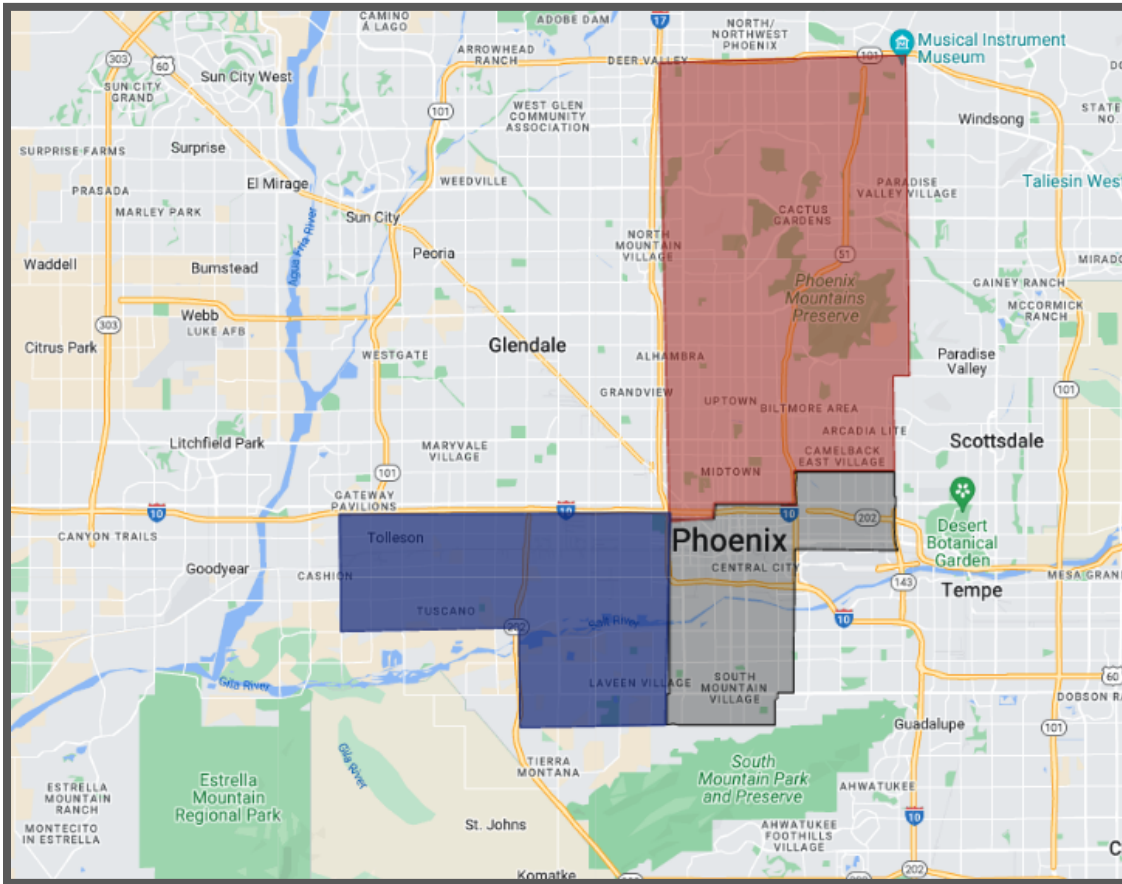 CAMINO
Á LAGO
ADOBE DAM
17
NORTH/
NORTHWEST
PHOENIX
Musical Instrument
Museum
303
60
Sun City West
SUN CITY
GRAND
ARROWHEAD
RANCH
DEER VALLEY
101
101
WEST GLEN
COMMUNITY
ASSOCIATION
STATE
NO.
Windsong
SURPRISE FARMS
Surprise
El Mirage
WEEDVILLE
PRASADA
MARLEY PARK
Sun City
PARADISE
VALLEY VILLAGE
Taliesin West
CACTUS
GARDENS
Agua Fria River
NORTH
MOUNTAIN
VILLAGE
Peoria
51
Waddell
Bumstead
MIRADO
GAINEY RANCH
Phoenix
Mountains
Preserve
MCCORMICK
RANCH
Webb
LUKE AFB
303
Citrus Park
WESTGATE
Glendale
ALHAMBRA
Paradise
Valley
GRANDVIEW
101
UPTOWN
BILTMORE AREA
ARCADIA LITE
Litchfield Park
MARYVALE
VILLAGE
Scottsdale
CAMELBACK
EAST VILLAGE
101
MIDTOWN
GATEWAY
PAVILIONS
10
10
10
202
CANYON TRAILS
Tolleson
Phoenix
Desert
Botanical
Garden
Goodyear
CASHION
CENTRAL CITY
MESA GRAN
143
Tempe
TUSCANO
202
Salt River
10
Gila River
LAVEEN VILLAGE
SOUTH
MOUNTAIN
VILLAGE
60
DOBSON RA
Guadalupe
101
TIERRA
MONTANA
Gila River
South
Mountain Park
and Preserve
ESTRELLA
MOUNTAIN
RANCH
Estrella
Mountain
Regional Park
AHWATUKEE
MONTECITO
IN ESTRELLA
St. Johns
10
AHWATUKEE
FOOTHILLS
VILLAGE
C
Komatke
202